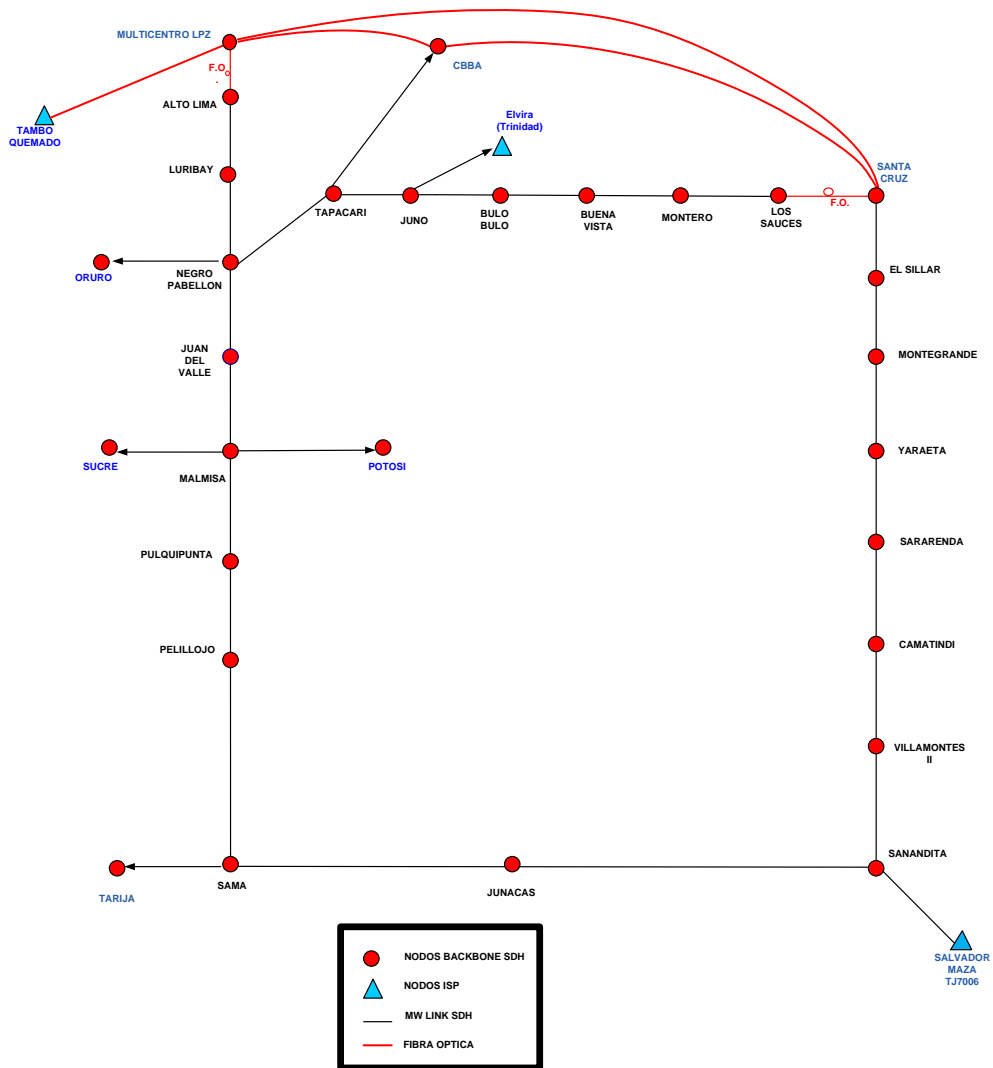 MULTICENTRO LPZ
F.O.
ALTO LIMA
TAMBO
QUEMADO
CBBA
Elvira
(Trinidad)
SANTA
CRUZ
LURIBAY
TAPACARI
JUNO
BULO
BULO
BUENA
VISTA
MONTERO
LOS
SAUCES
F.O.
ORURO
NEGRO
PABELLON
EL SILLAR
JUAN
DEL
VALLE
MONTEGRANDE
SUCRE
MALMISA
POTOSI
YARAETA
PULQUIPUNTA
SARARENDA
PELILLOJO
CAMATINDI
VILLAMONTES
II
TARIJA
SAMA
JUNACAS
SANANDITA
SALVADOR
MAZA
TJ7006
NODOS BACKBONE SDH
NODOS ISP
MW LINK SDH
FIBRA OPTICA